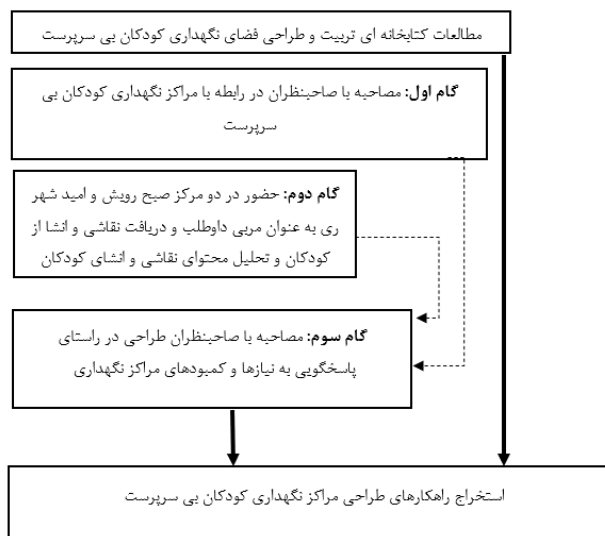 مطالعات کتابخانه ای تربیت و طراحی فضای نگهداری کودکان بی سرپرست
گام اول: مصاحبه با صاحبنظران در رابطه با مراکز نگهداری کودکان بی
سرپرست
گام دوم: حضور در دو مرکز صبح رویش و امید شهر
ری به عنوان مربی داوطلب و دریافت نقاشی و انشا از
کودکان و تحلیل محتوای نقاشی و انشای کودکان
گام سوم: مصاحبه با صاحبنظران طراحی در راستای
پاسخگویی به نیازها و کمبودهای مراکز نگهداری
استخراج راهکارهای طراحی مراکز نگهداری کودکان بی سرپرست